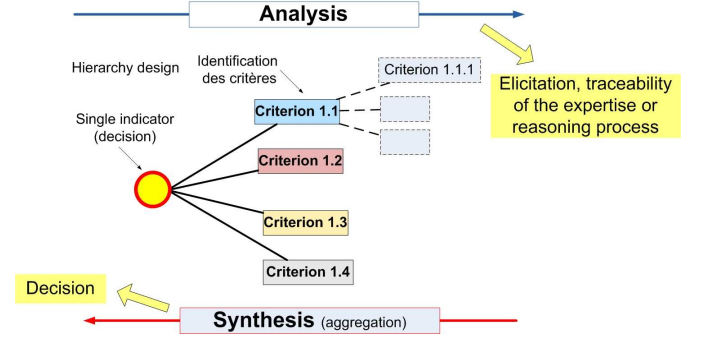 Analysis
Identification
des critères
Hierarchy design
Criterion 1.1.1
Elicitation, traceability
of the expertise or
reasoning process
Single indicator
(decision)
Criterion 1.1
Criterion 1.2
Criterion 1.3
Criterion 1.4
Decision
Synthesis (aggregation)